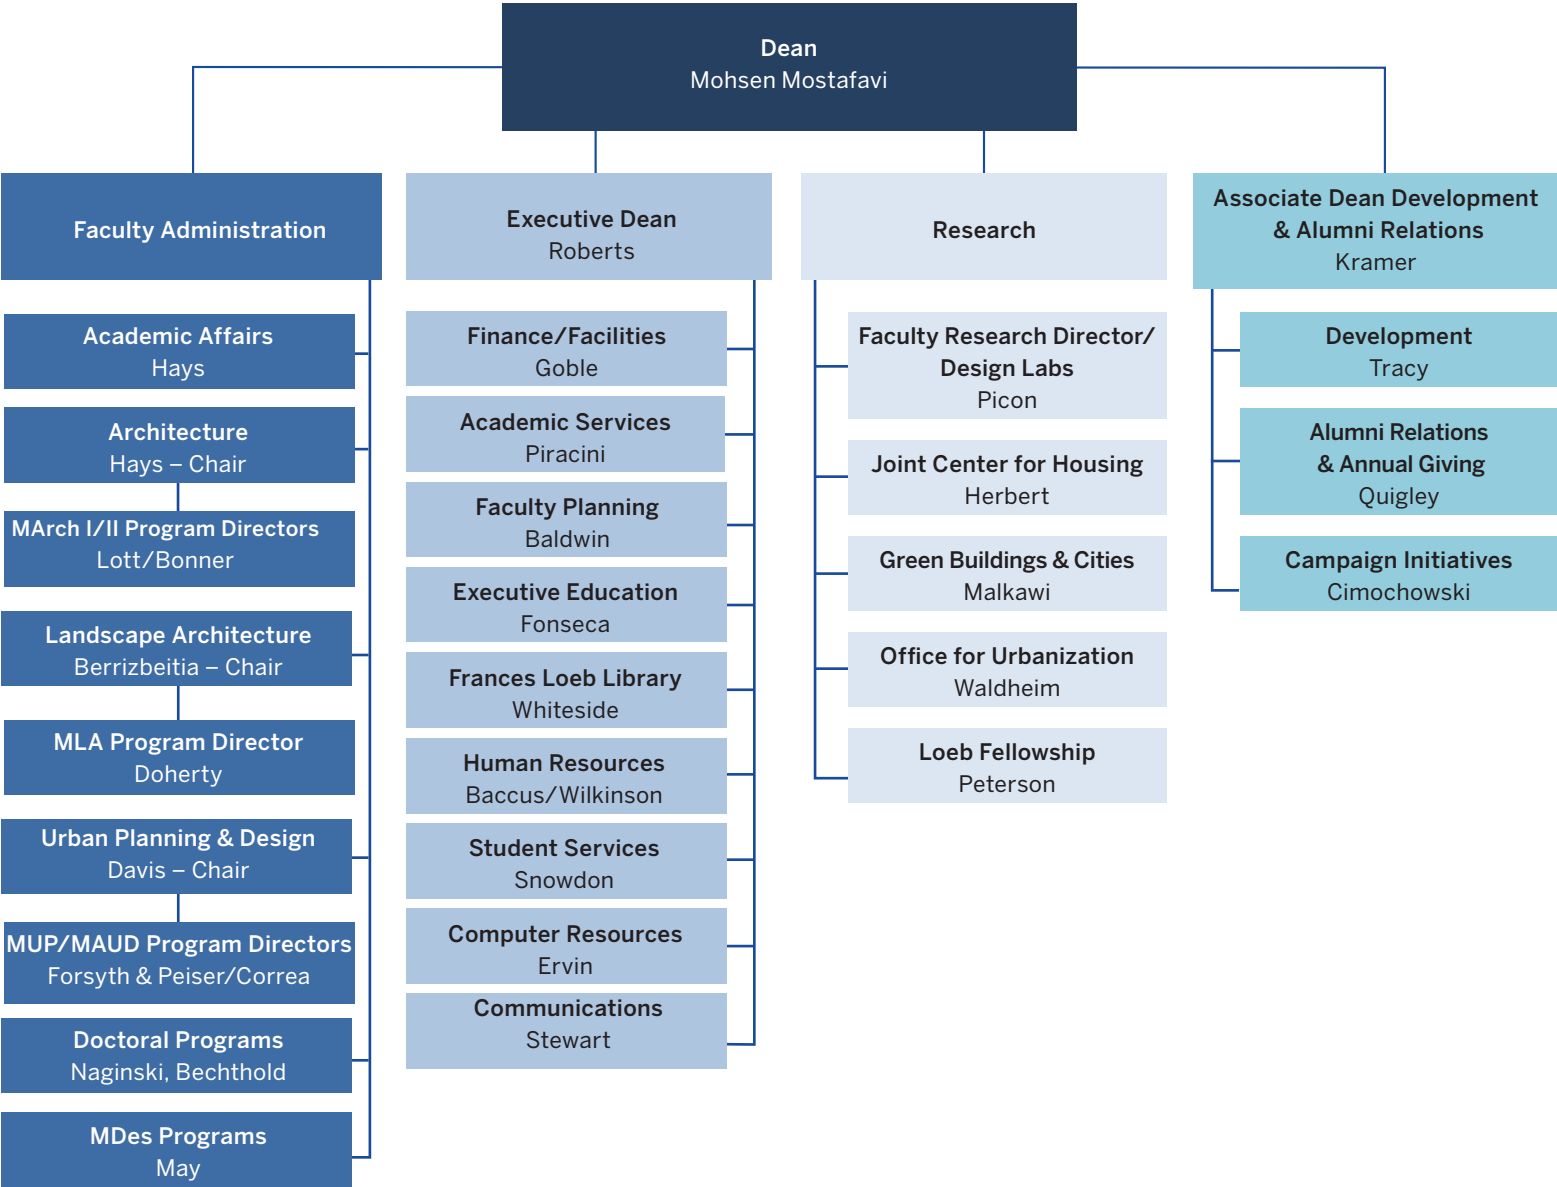 Dean
Mohsen Mostafavi
Faculty Administration
Academic Affairs
Hays
Architecture
Hays – Chair
MArch I/II Program Directors
Lott/Bonner
Landscape Architecture
Berrizbeitia – Chair
MLA Program Director
Doherty
Urban Planning & Design
Davis – Chair
MUP/MAUD Program Directors
Forsyth & Peiser/Correa
Doctoral Programs
Naginski, Bechthold
MDes Programs
May
Executive Dean
Roberts
Finance/Facilities
Goble
Academic Services
Piracini
Faculty Planning
Baldwin
Executive Education
Fonseca
Frances Loeb Library
Whiteside
Human Resources
Baccus/Wilkinson
Student Services
Snowdon
Computer Resources
Ervin
Communications
Stewart
Research
Faculty Research Director/
Design Labs
Picon
Joint Center for Housing
Herbert
Green Buildings & Cities
Malkawi
Office for Urbanization
Waldheim
Loeb Fellowship
Peterson
Associate Dean Development
& Alumni Relations
Kramer
Development
Tracy
Alumni Relations
& Annual Giving
Quigley
Campaign Initiatives
Cimochowski